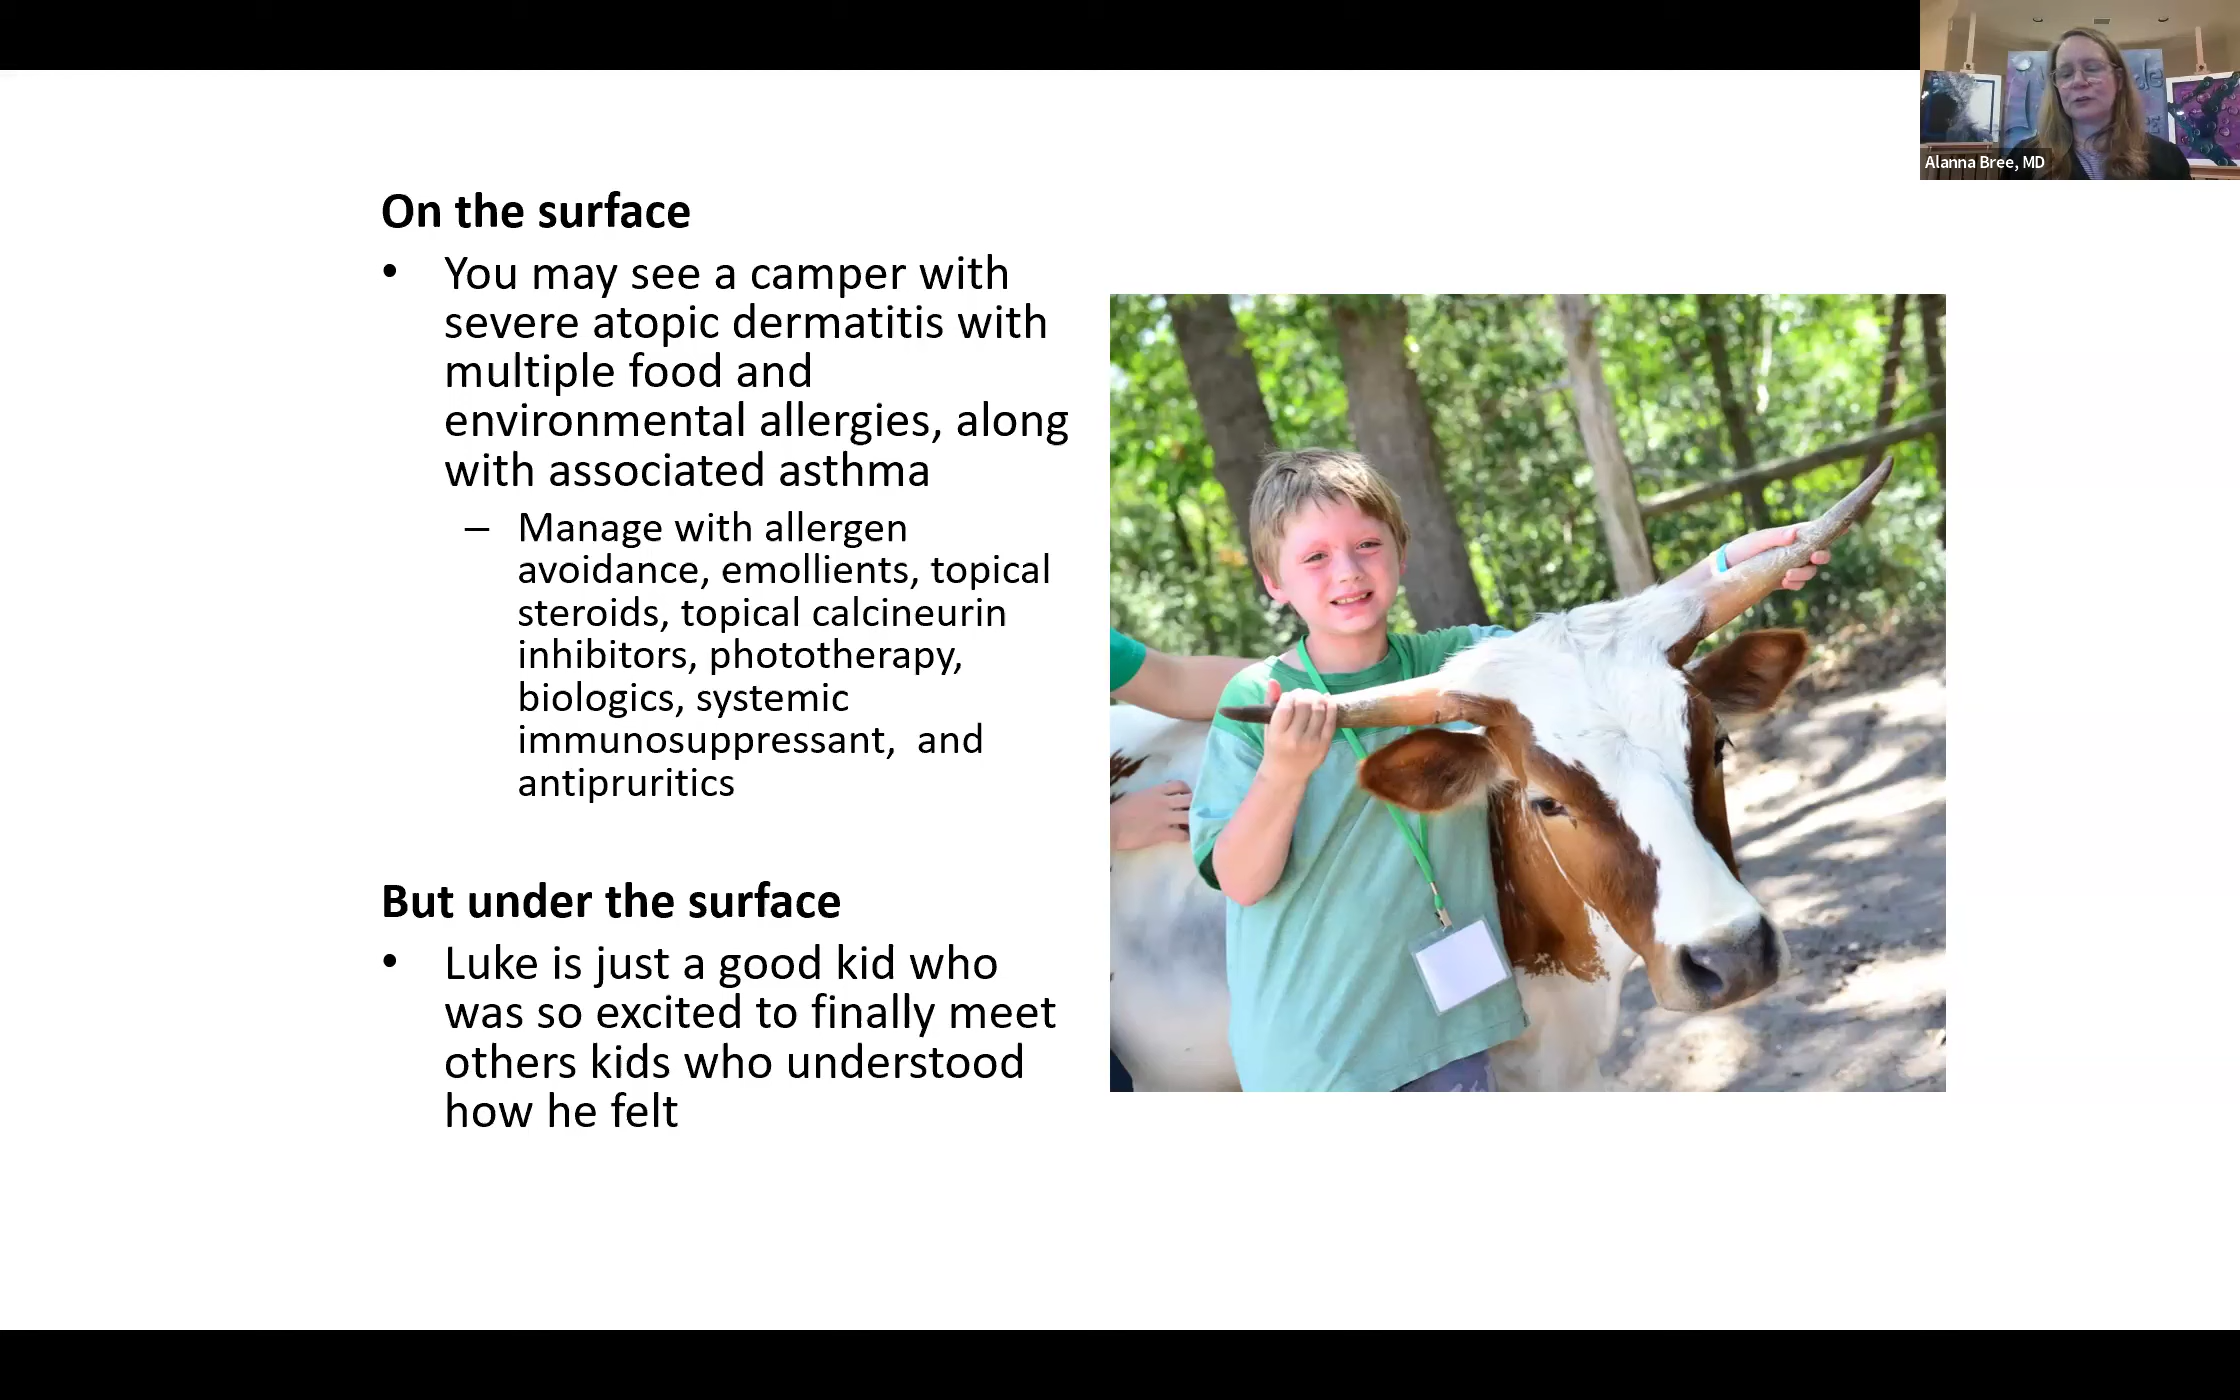 Alanna Bree, MD
On the surface
• You may see a camper with
severe atopic dermatitis with
multiple food and
environmental allergies, along
with associated asthma
– Manage with allergen
avoidance, emollients, topical
steroids, topical calcineurin
inhibitors, phototherapy,
biologics, systemic
immunosuppressant,  and
antipruritics
But under the surface
• Luke is just a good kid who
was so excited to finally meet
others kids who understood
how he felt